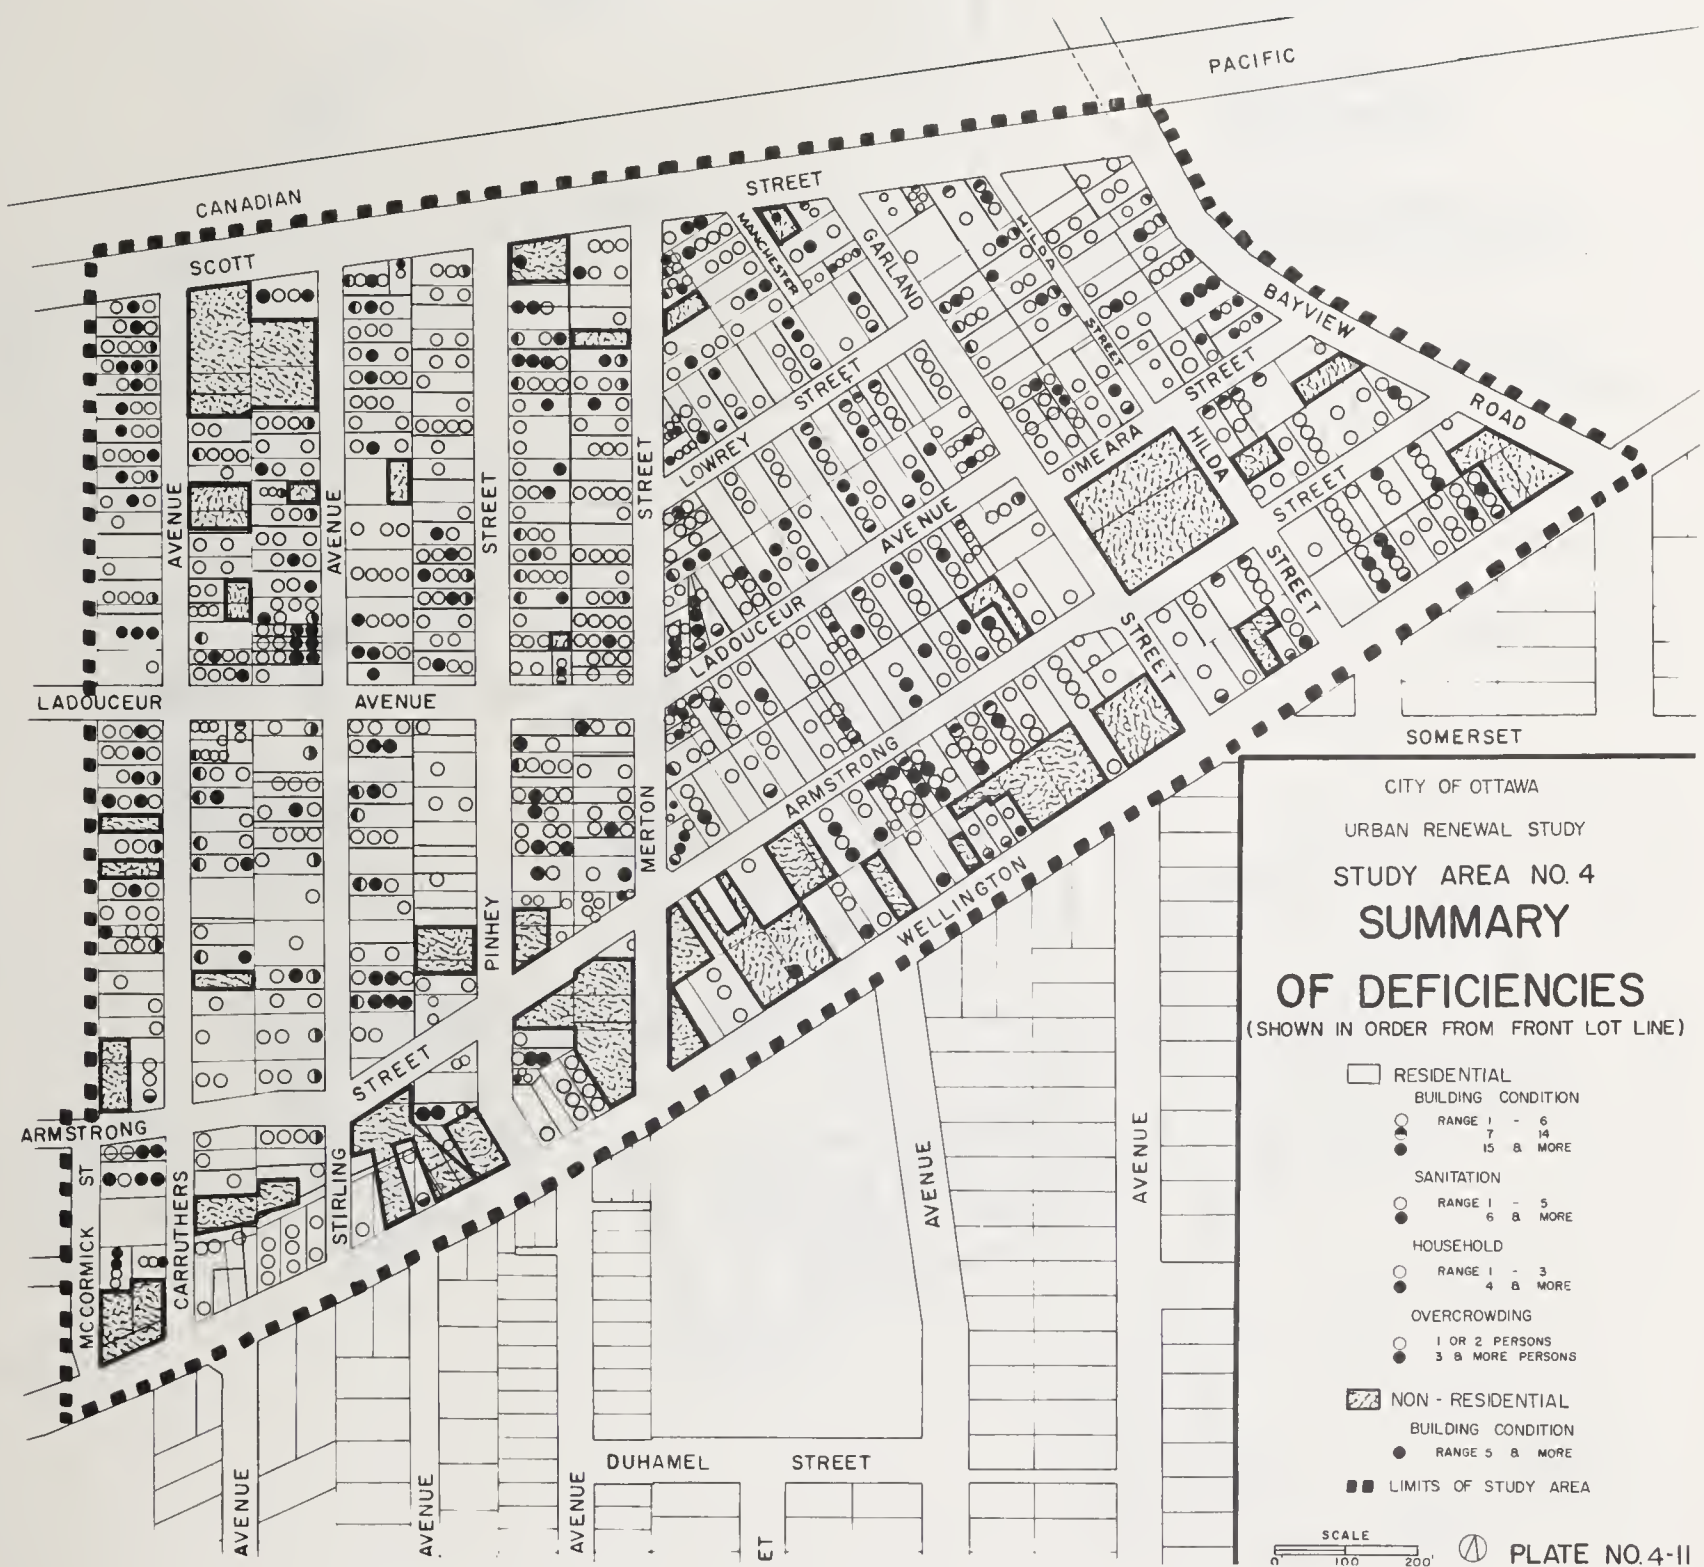 PACIFIC
CANADIAN
STREET
SCOTT
MANCHESTER
GARLAND
HILDA
STREET
BAYVIEW
ROAD
LOWREY STREET
O'MEARA STREET
HILDA
STREET
STREET
STREET
AVENUE
AVENUE
STREET
STREET
LADOUCEUR AVENUE
LADOUCEUR AVENUE
ARMSTRONG
STREET
MERTON
PINHEY
WELLINGTON
SOMERSET
STREET
ARMSTRONG
MCCORMICK ST
CARRUTHERS
STIRLING
AVENUE
AVENUE
AVENUE
AVENUE
AVENUE
DUHAMEL STREET
ET
CITY OF OTTAWA
URBAN RENEWAL STUDY
STUDY AREA NO. 4
SUMMARY
OF DEFICIENCIES
(SHOWN IN ORDER FROM FRONT LOT LINE)
RESIDENTIAL
BUILDING CONDITION
RANGE 1 - 6
7 14
15 & MORE
SANITATION
RANGE 1 - 5
6 & MORE
HOUSEHOLD
RANGE 1 - 3
4 & MORE
OVERCROWDING
1 OR 2 PERSONS
3 & MORE PERSONS
NON - RESIDENTIAL
BUILDING CONDITION
RANGE 5 & MORE
LIMITS OF STUDY AREA
SCALE
0 100 200'
PLATE NO. 4-11